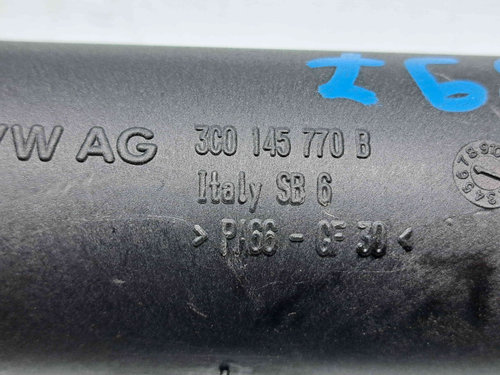 VW AG
3C0 145 770 B
Italy SB 6
> PA66 - GF 30 <